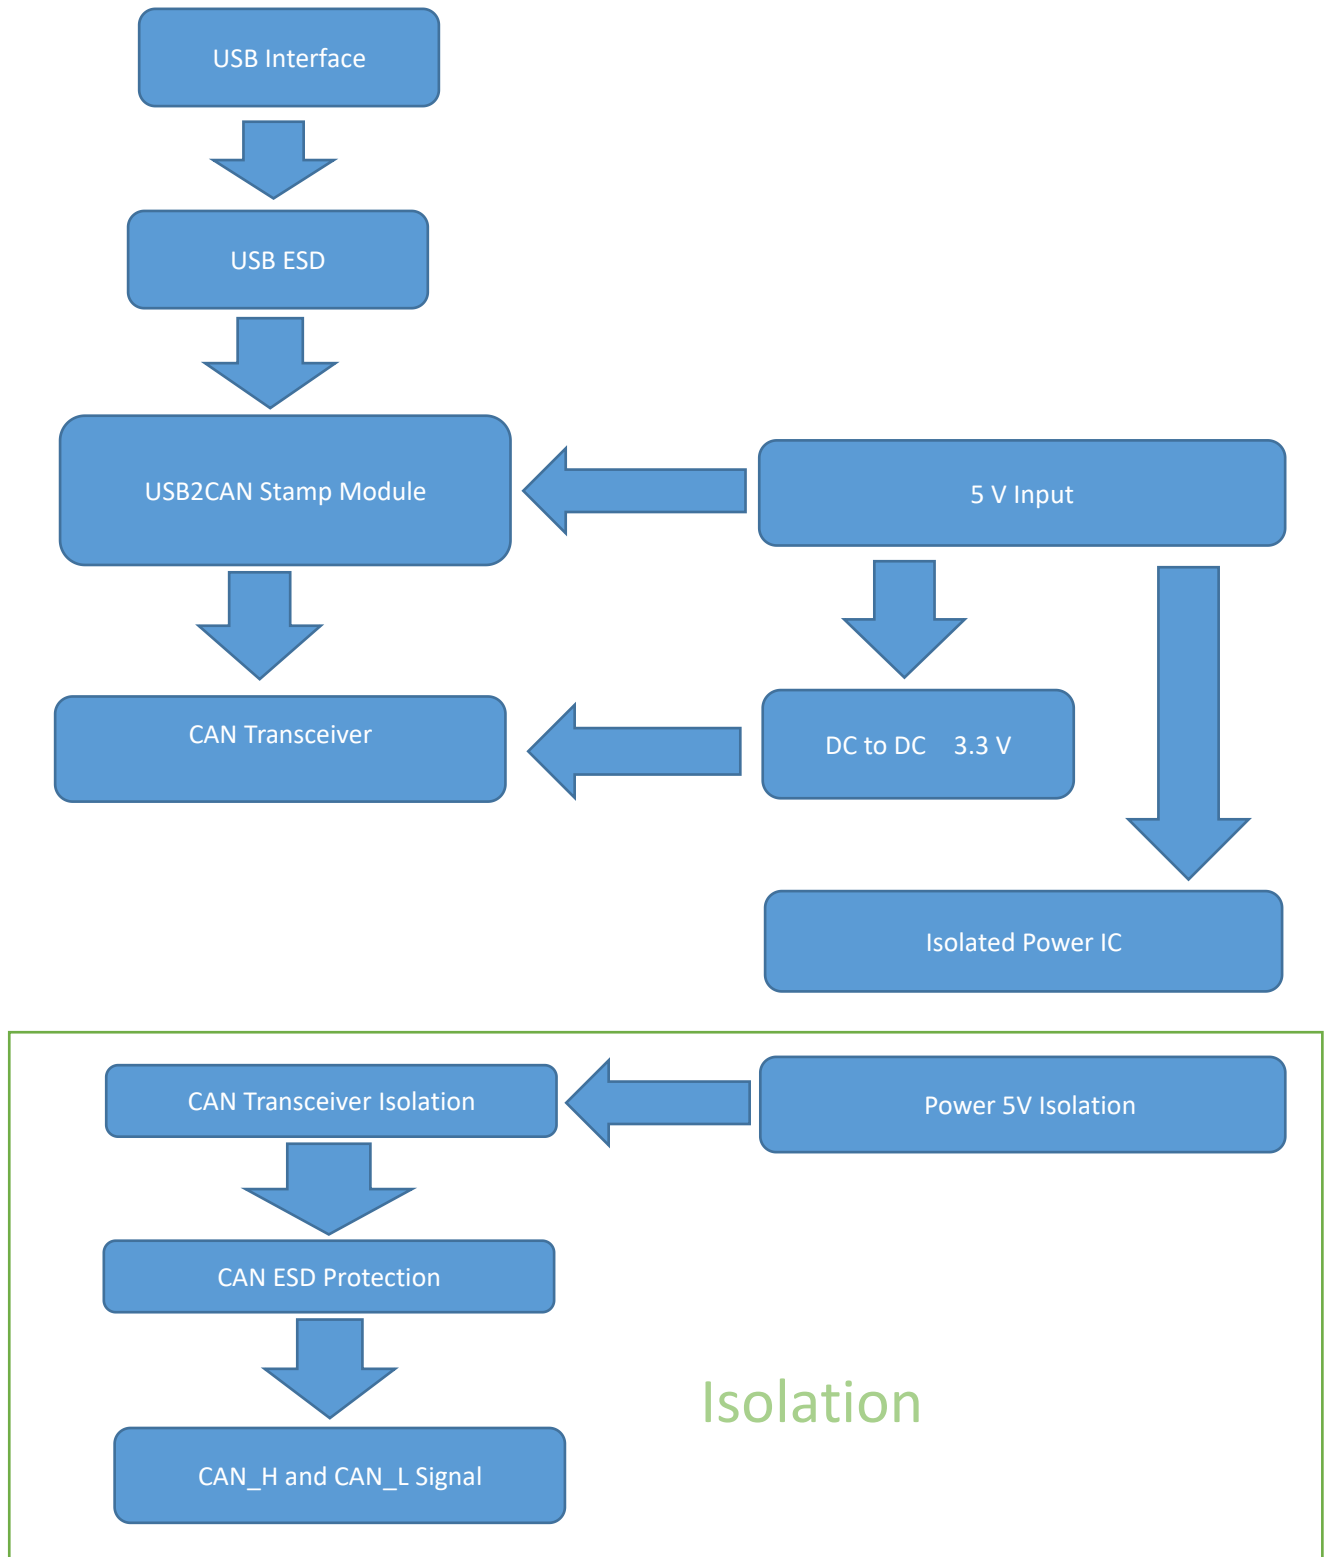 USB Interface
USB ESD
USB2CAN Stamp Module
5 V Input
CAN Transceiver
DC to DC    3.3 V
Isolated Power IC
CAN Transceiver Isolation
Power 5V Isolation
CAN ESD Protection
Isolation
CAN_H and CAN_L Signal